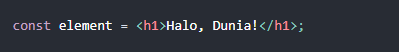 const element = <h1>Halo, Dunia!</h1>;